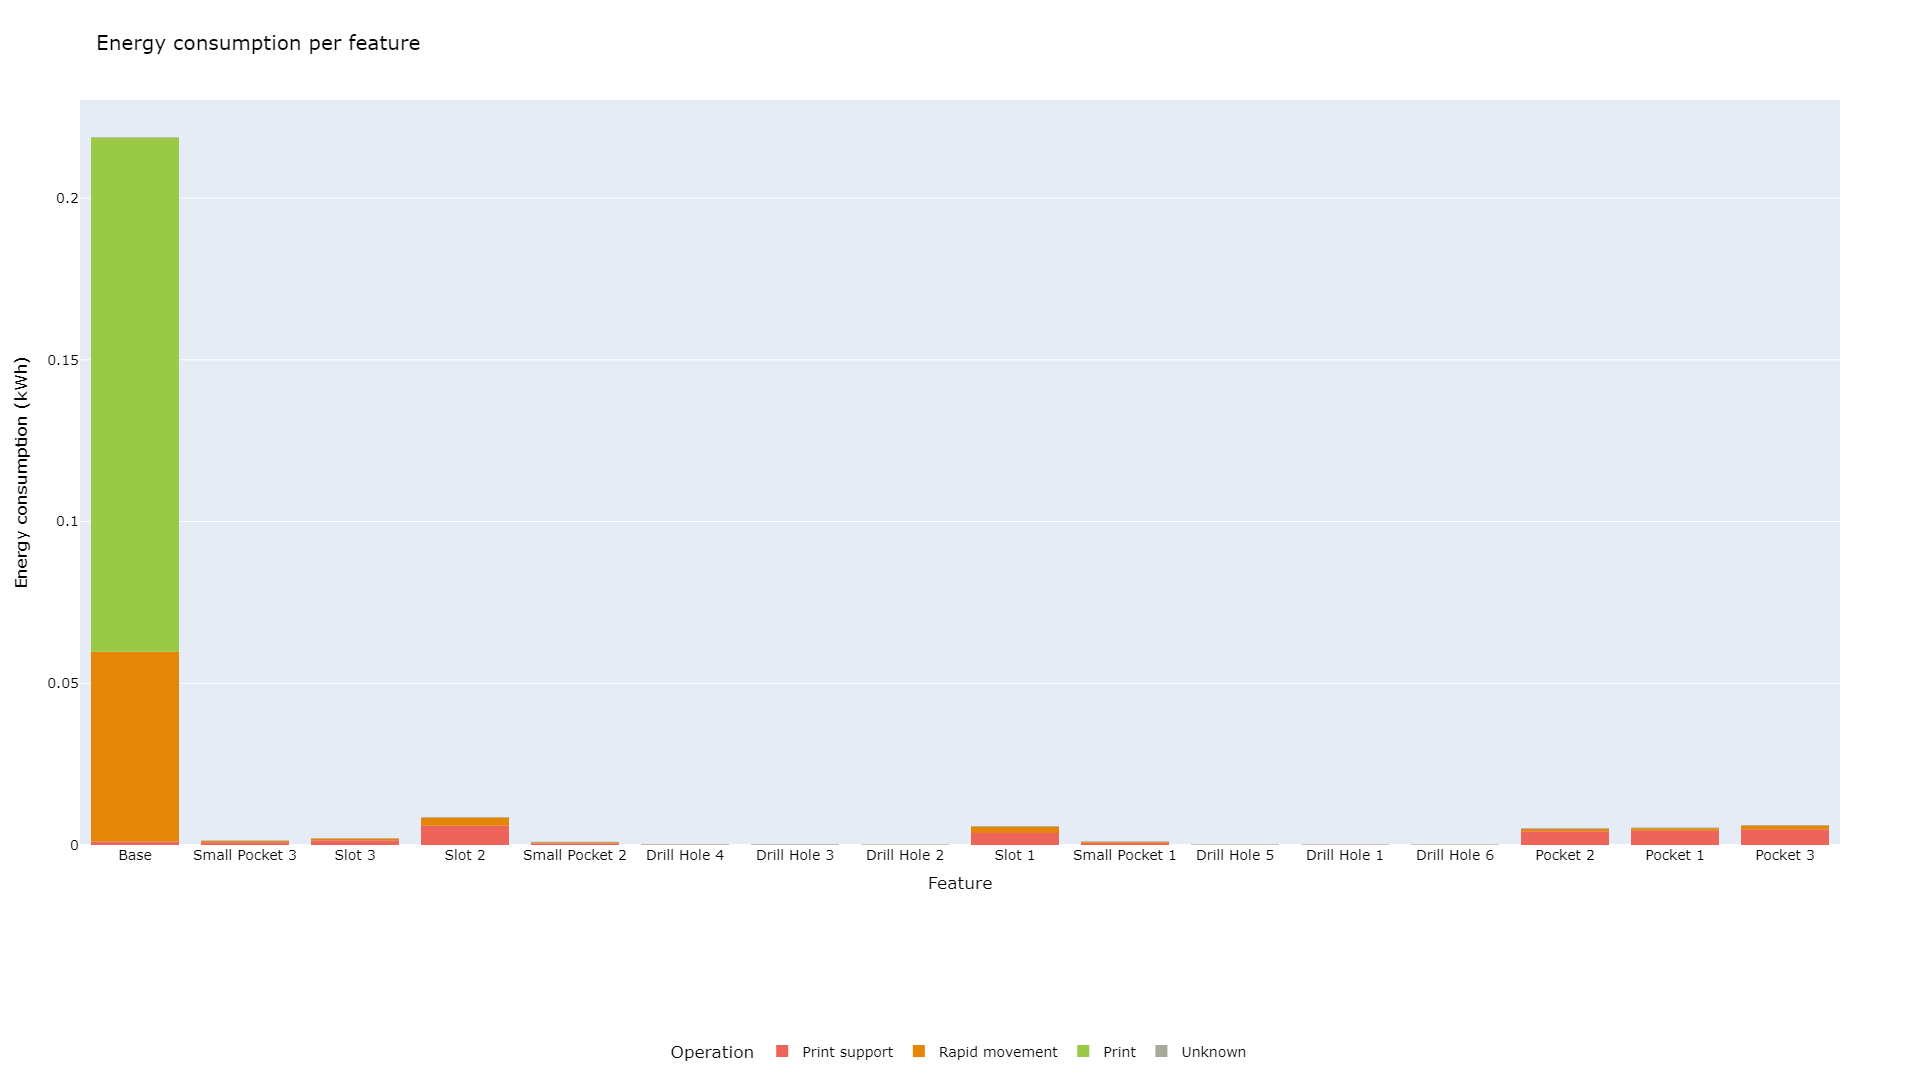 Energy consumption per feature
Energy consumption (kWh)
0.2
0.15
0.1
0.05
0
Base Small Pocket 3 Slot 3 Slot 2 Small Pocket 2 Drill Hole 4 Drill Hole 3 Drill Hole 2 Slot 1 Small Pocket 1 Drill Hole 5 Drill Hole 1 Drill Hole 6 Pocket 2 Pocket 1 Pocket 3
Feature
Operation Print support Rapid movement Print Unknown